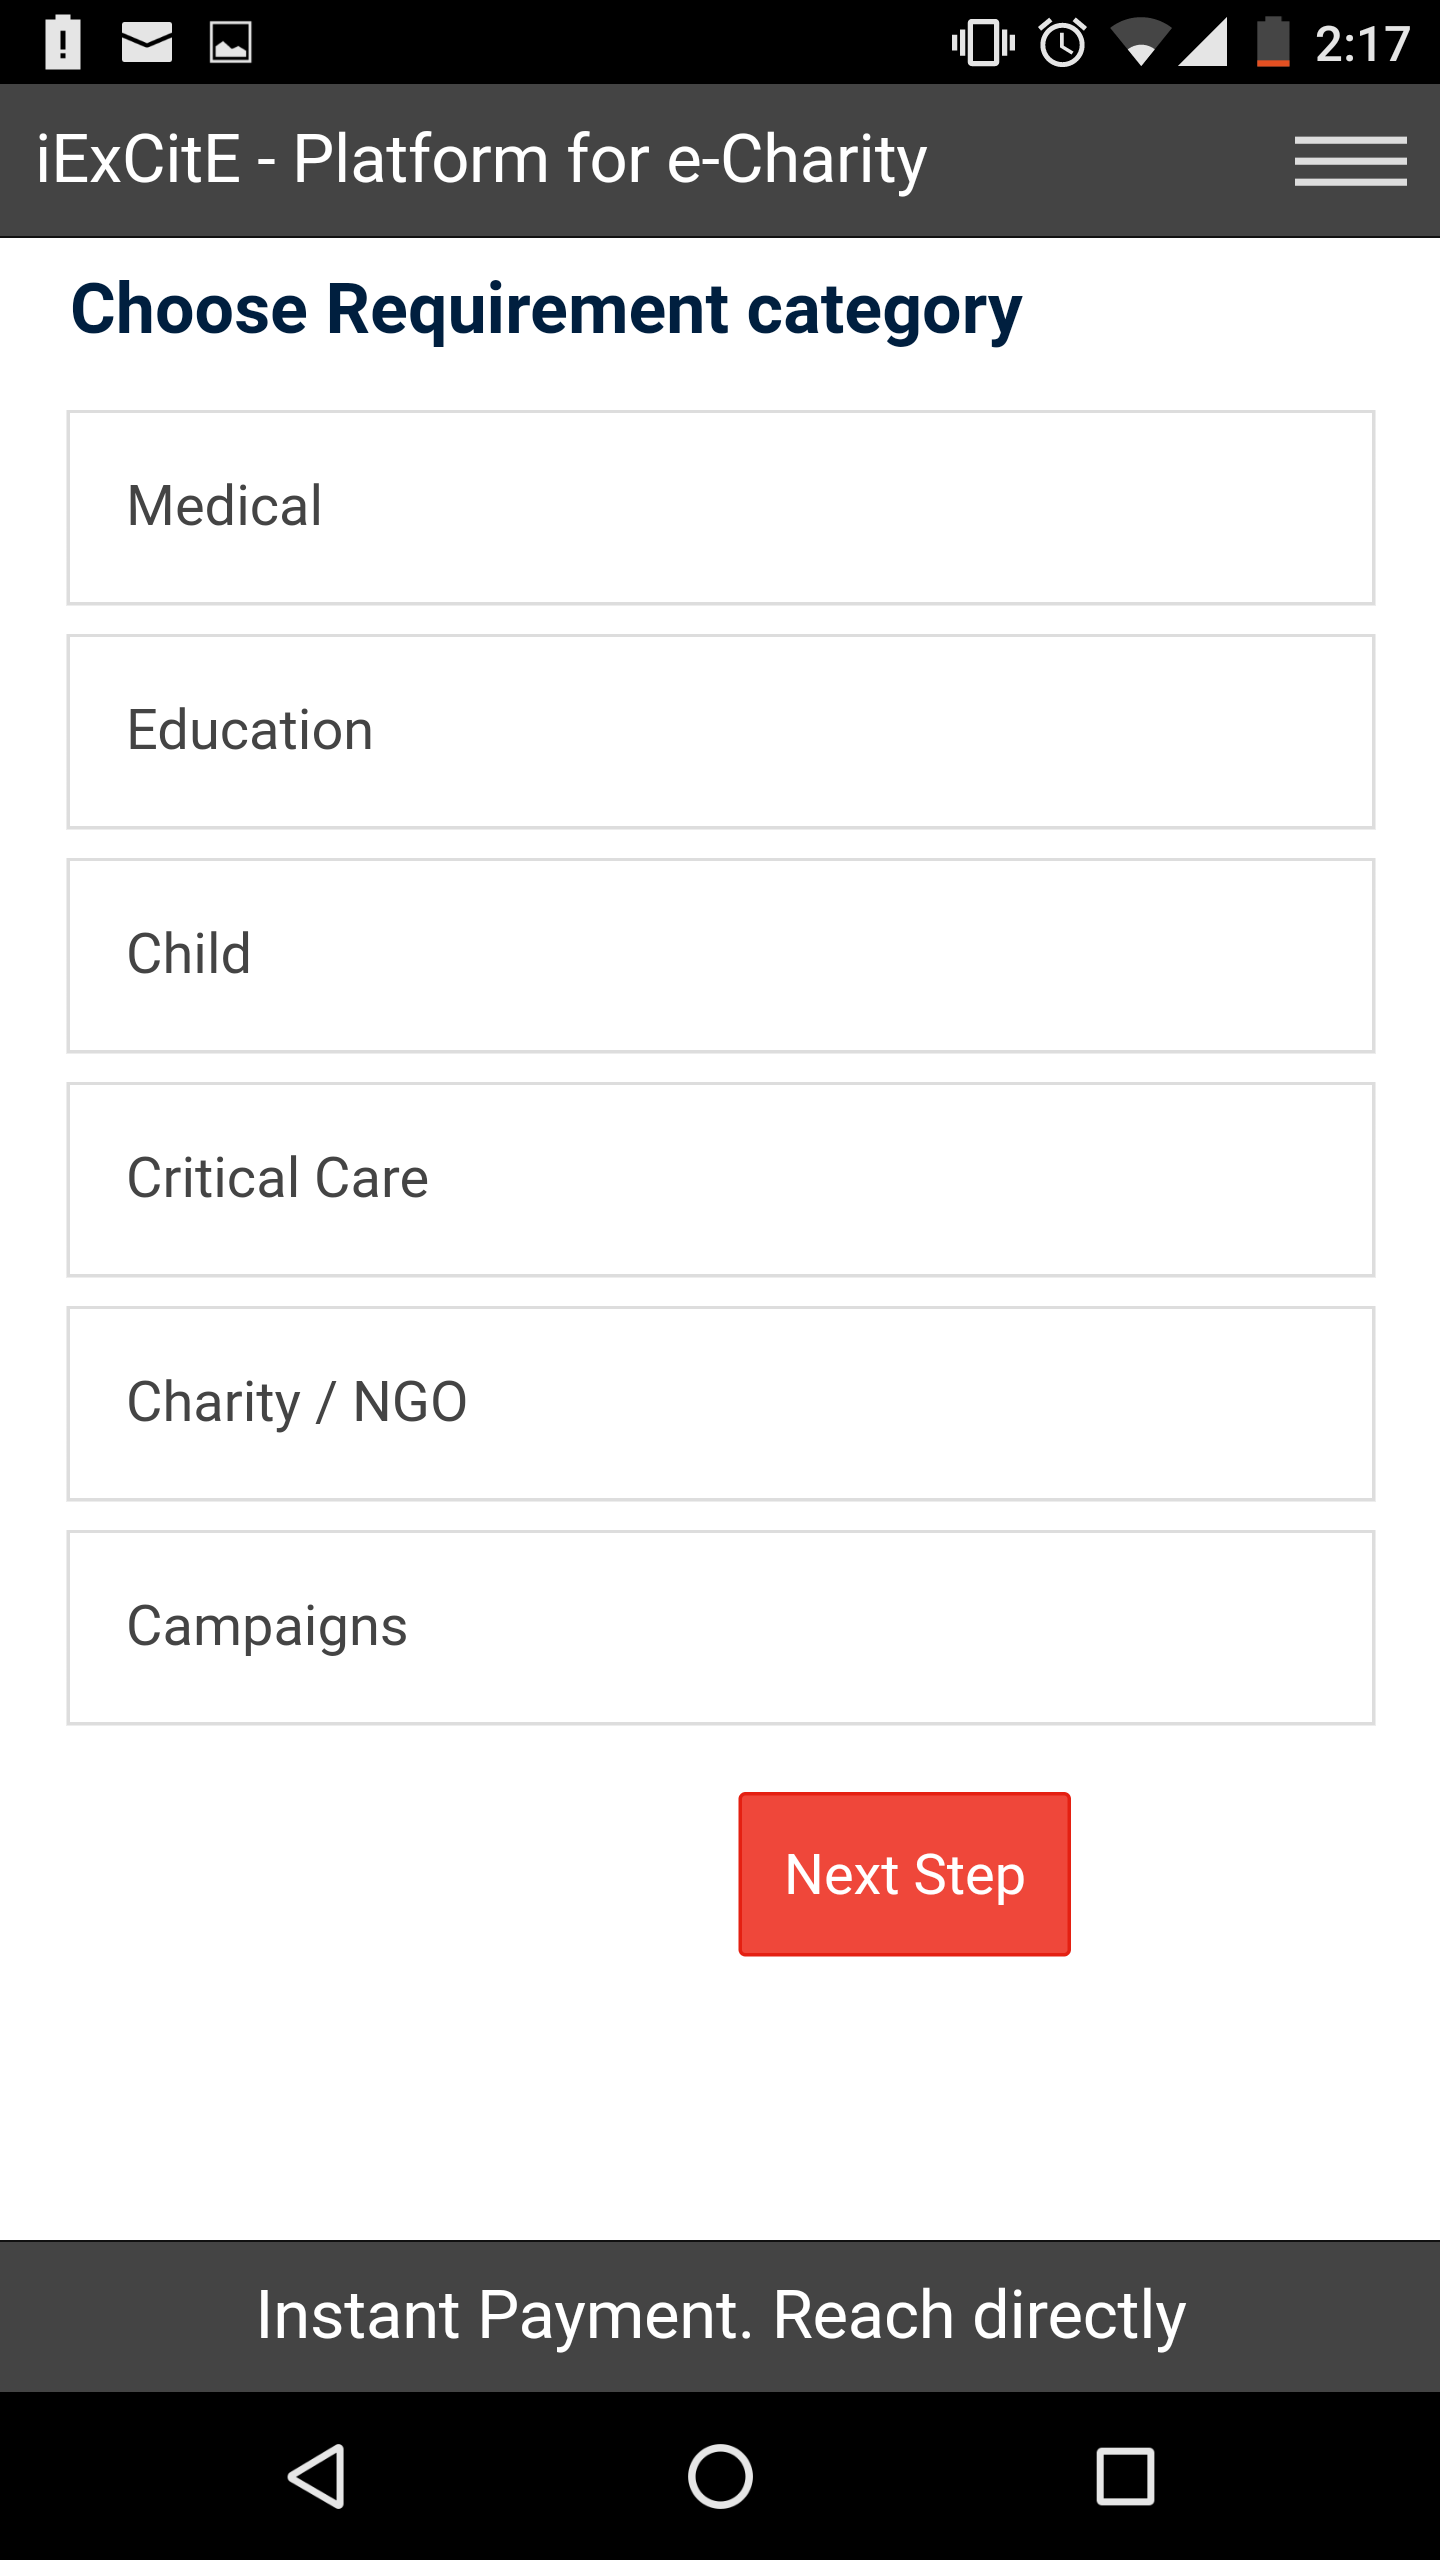 2:17
iExCitE - Platform for e-Charity
Choose Requirement category
Medical
Education
Child
Critical Care
Charity / NGO
Campaigns
Next Step
Instant Payment. Reach directly